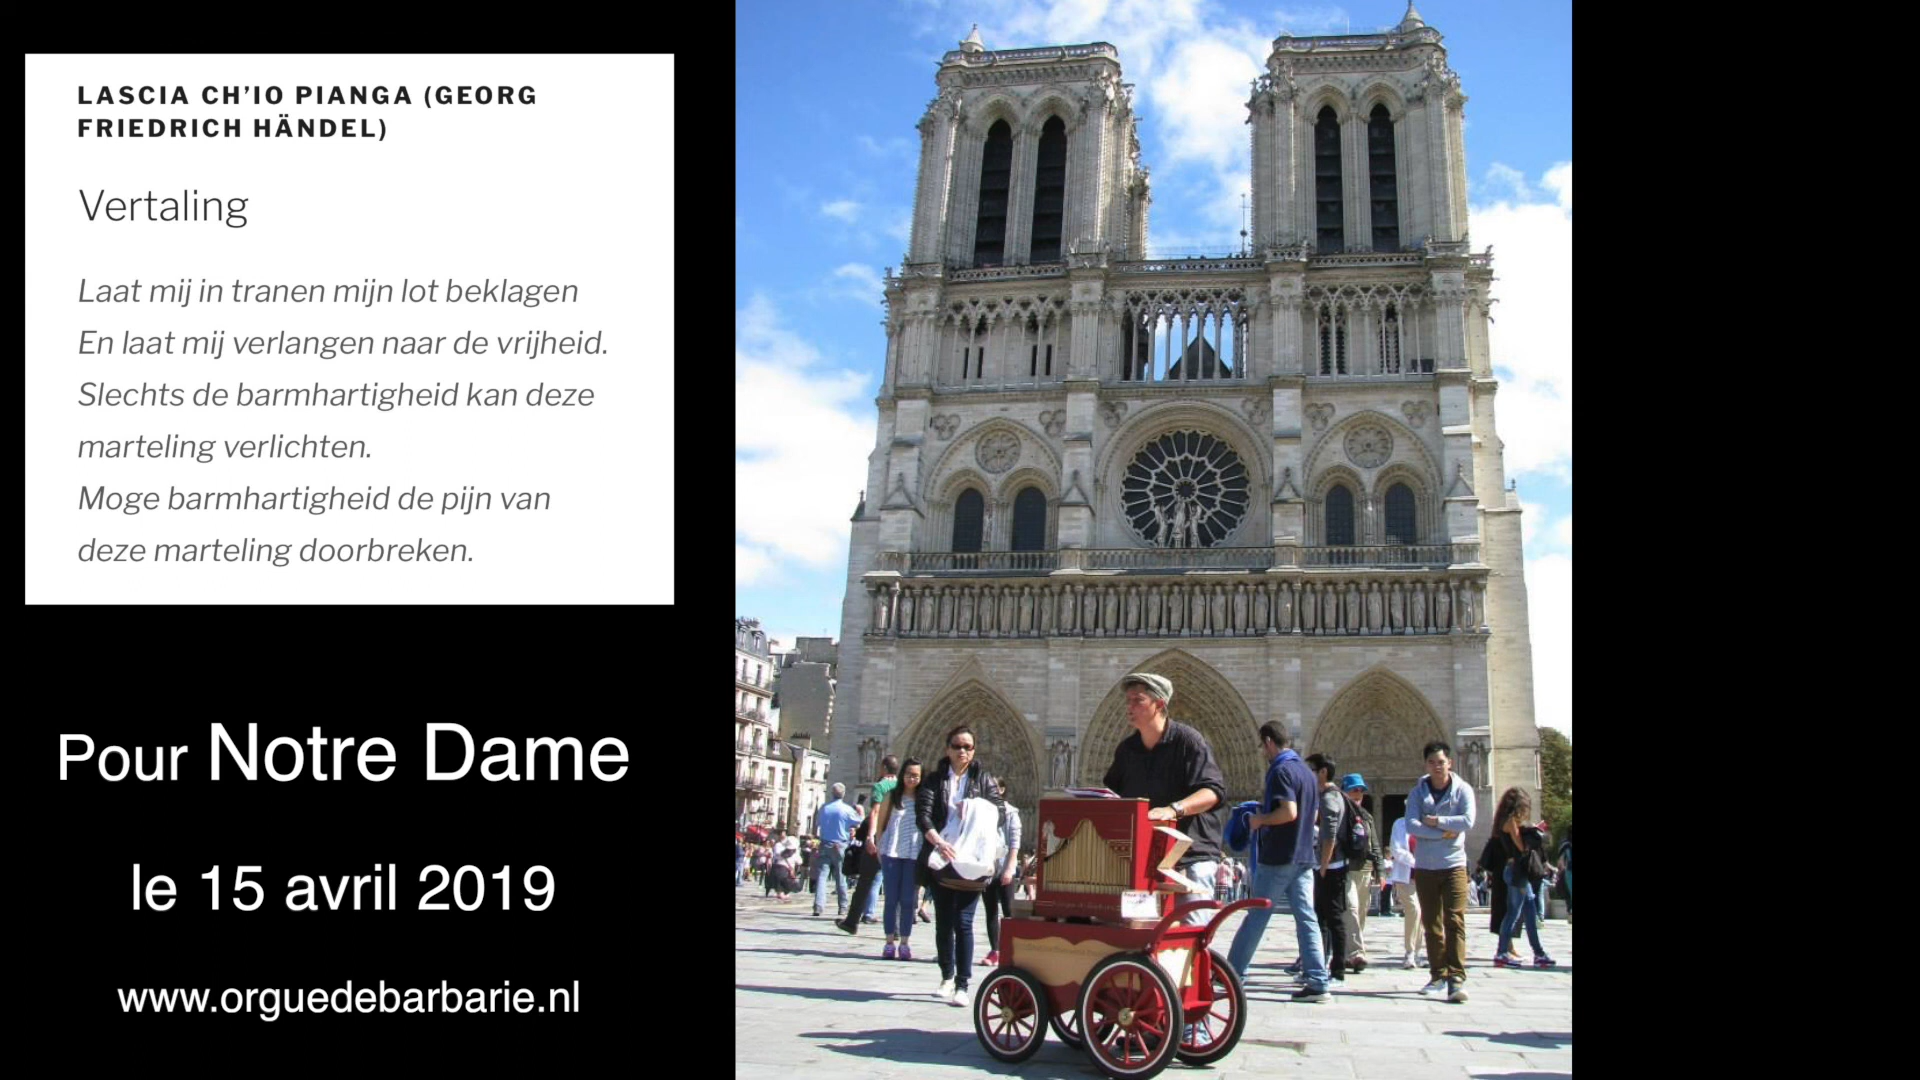 LASCIA CH’IO PIANGA (GEORG
FRIEDRICH HÄNDEL)
Vertaling
Laat mij in tranen mijn lot beklagen
En laat mij verlangen naar de vrijheid.
Slechts de barmhartigheid kan deze
marteling verlichten.
Moge barmhartigheid de pijn van
deze marteling doorbreken.
Pour Notre Dame
le 15 avril 2019
www.orguedebarbarie.nl